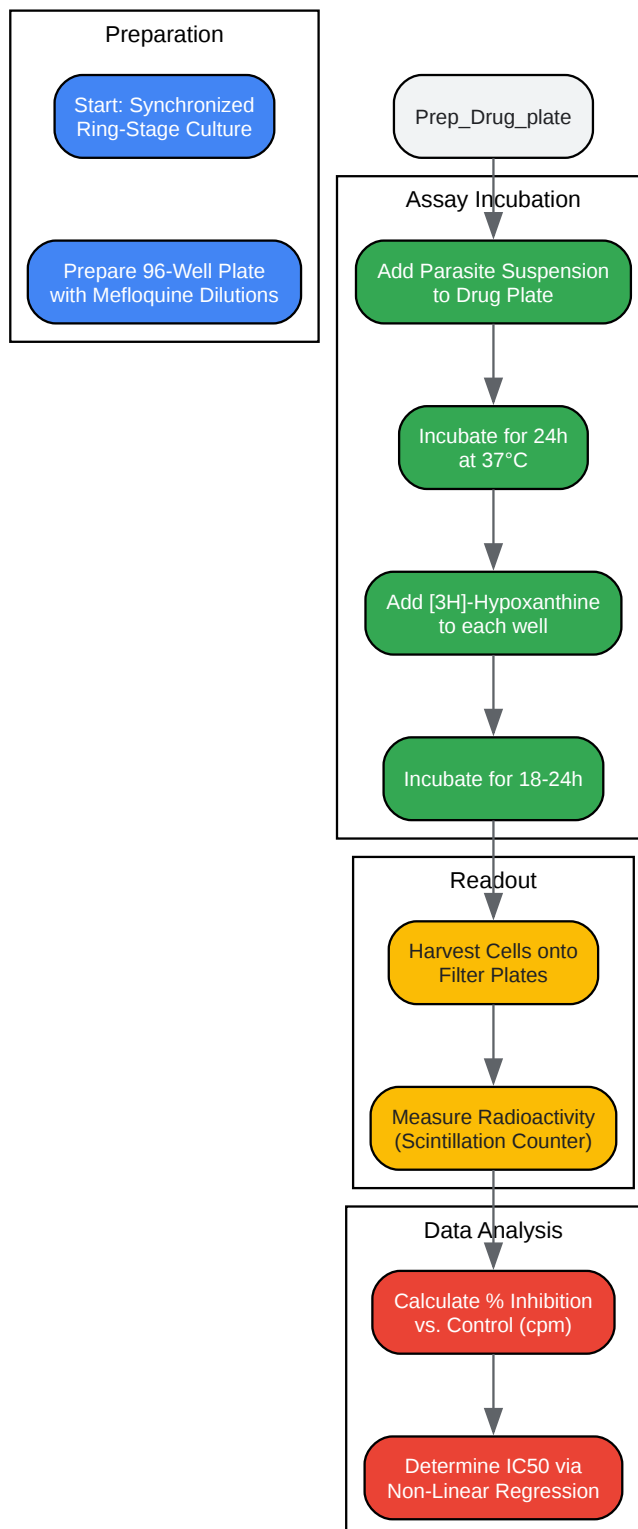 Preparation
Start: Synchronized
Ring-Stage Culture
Prepare 96-Well Plate
with Mefloquine Dilutions
Prep_Drug_plate
Assay Incubation
Add Parasite Suspension
to Drug Plate
Incubate for 24h
at 37°C
Add [3H]-Hypoxanthine
to each well
Incubate for 18-24h
Readout
Harvest Cells onto
Filter Plates
Measure Radioactivity
(Scintillation Counter)
Data Analysis
Calculate % Inhibition
vs. Control (cpm)
Determine IC50 via
Non-Linear Regression